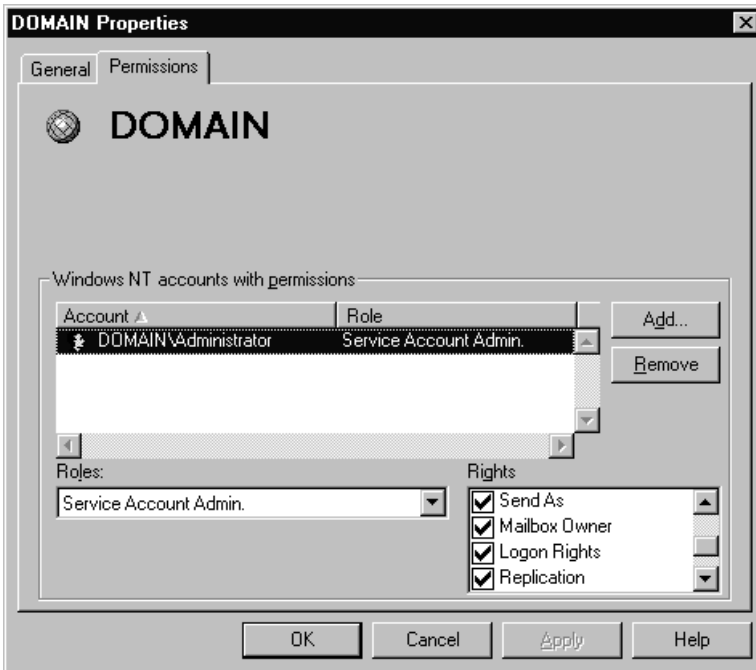 DOMAIN Properties
General Permissions
DOMAIN
Windows NT accounts with permissions
Account Role
DOMAIN\Administrator Service Account Admin.
Add...
Remove
Roles:
Service Account Admin.
Rights
Send As
Mailbox Owner
Logon Rights
Replication
OK Cancel Apply Help